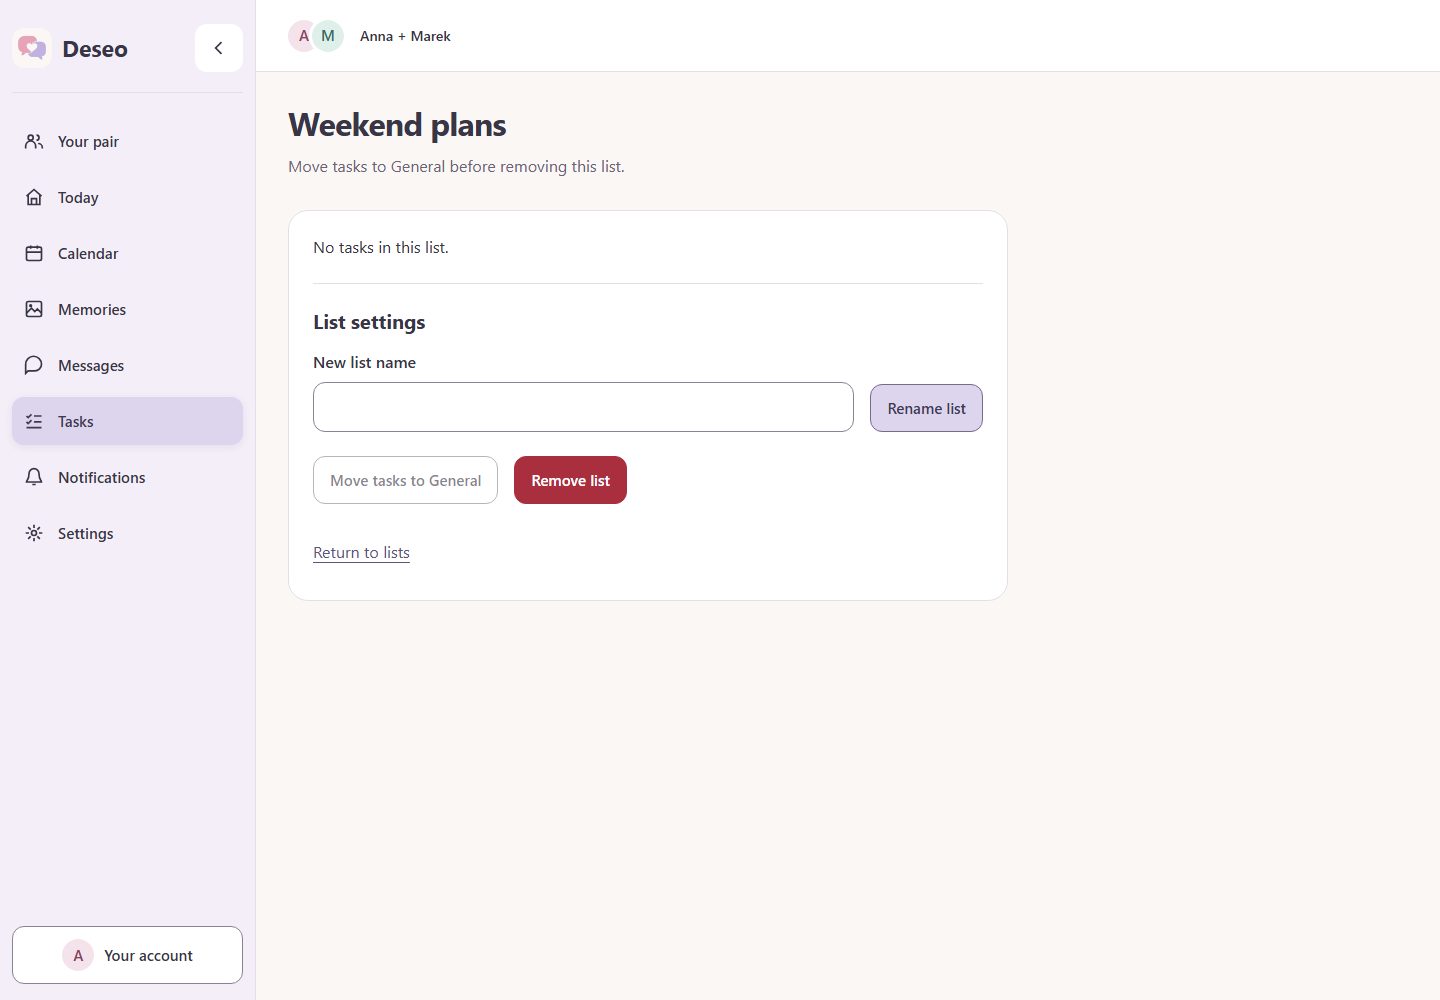 Deseo
Your pair
Today
Calendar
Memories
Messages
Tasks
Notifications
Settings
A Your account
A M Anna + Marek
Weekend plans
Move tasks to General before removing this list.
No tasks in this list.
List settings
New list name
Rename list
Move tasks to General Remove list
Return to lists